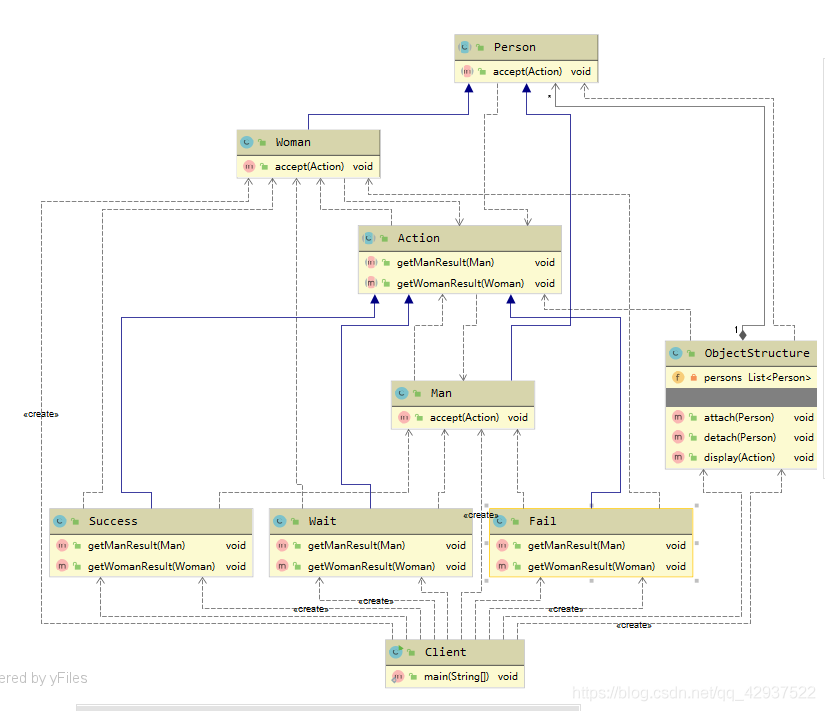 Person
accept(Action) void
*
Woman
accept(Action) void
Action
getManResult(Man) void
getWomanResult(Woman) void
1
ObjectStructure
persons List<Person>
attach(Person) void
detach(Person) void
display(Action) void
Man
accept(Action) void
«create»
Success
getManResult(Man) void
getWomanResult(Woman) void
Wait
getManResult(Man) void
getWomanResult(Woman) void
«create»
Fail
getManResult(Man) void
getWomanResult(Woman) void
«create»
«create»
«create»
«create»
Client
main(String[]) void
ered by yFiles
https://blog.csdn.net/qq_42937522